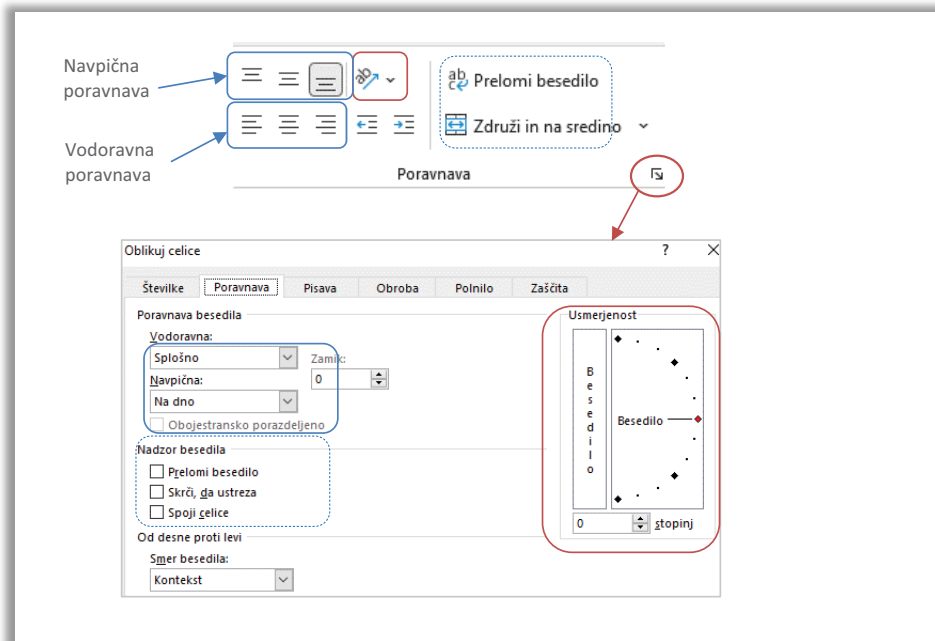 Navpična
poravnava
Vodoravna
poravnava
ab
ab
c
Prelomi besedilo
Združi in na sredino
Poravnava
Oblikuj celice
?
Številke
Poravnava
Pisava
Obroba
Polnilo
Zaščita
Poravnava besedila
Vodoravna:
Splošno
Zamik:
Navpična:
0
Na dno
Obojestransko porazdeljeno
Nadzor besedila
Prelomi besedilo
Skrči, da ustreza
Spoji celice
Od desne proti levi
Smer besedila:
Kontekst
Usmerjenost
B
e
s
e
d
i
l
o
Besedilo
0
stopinj